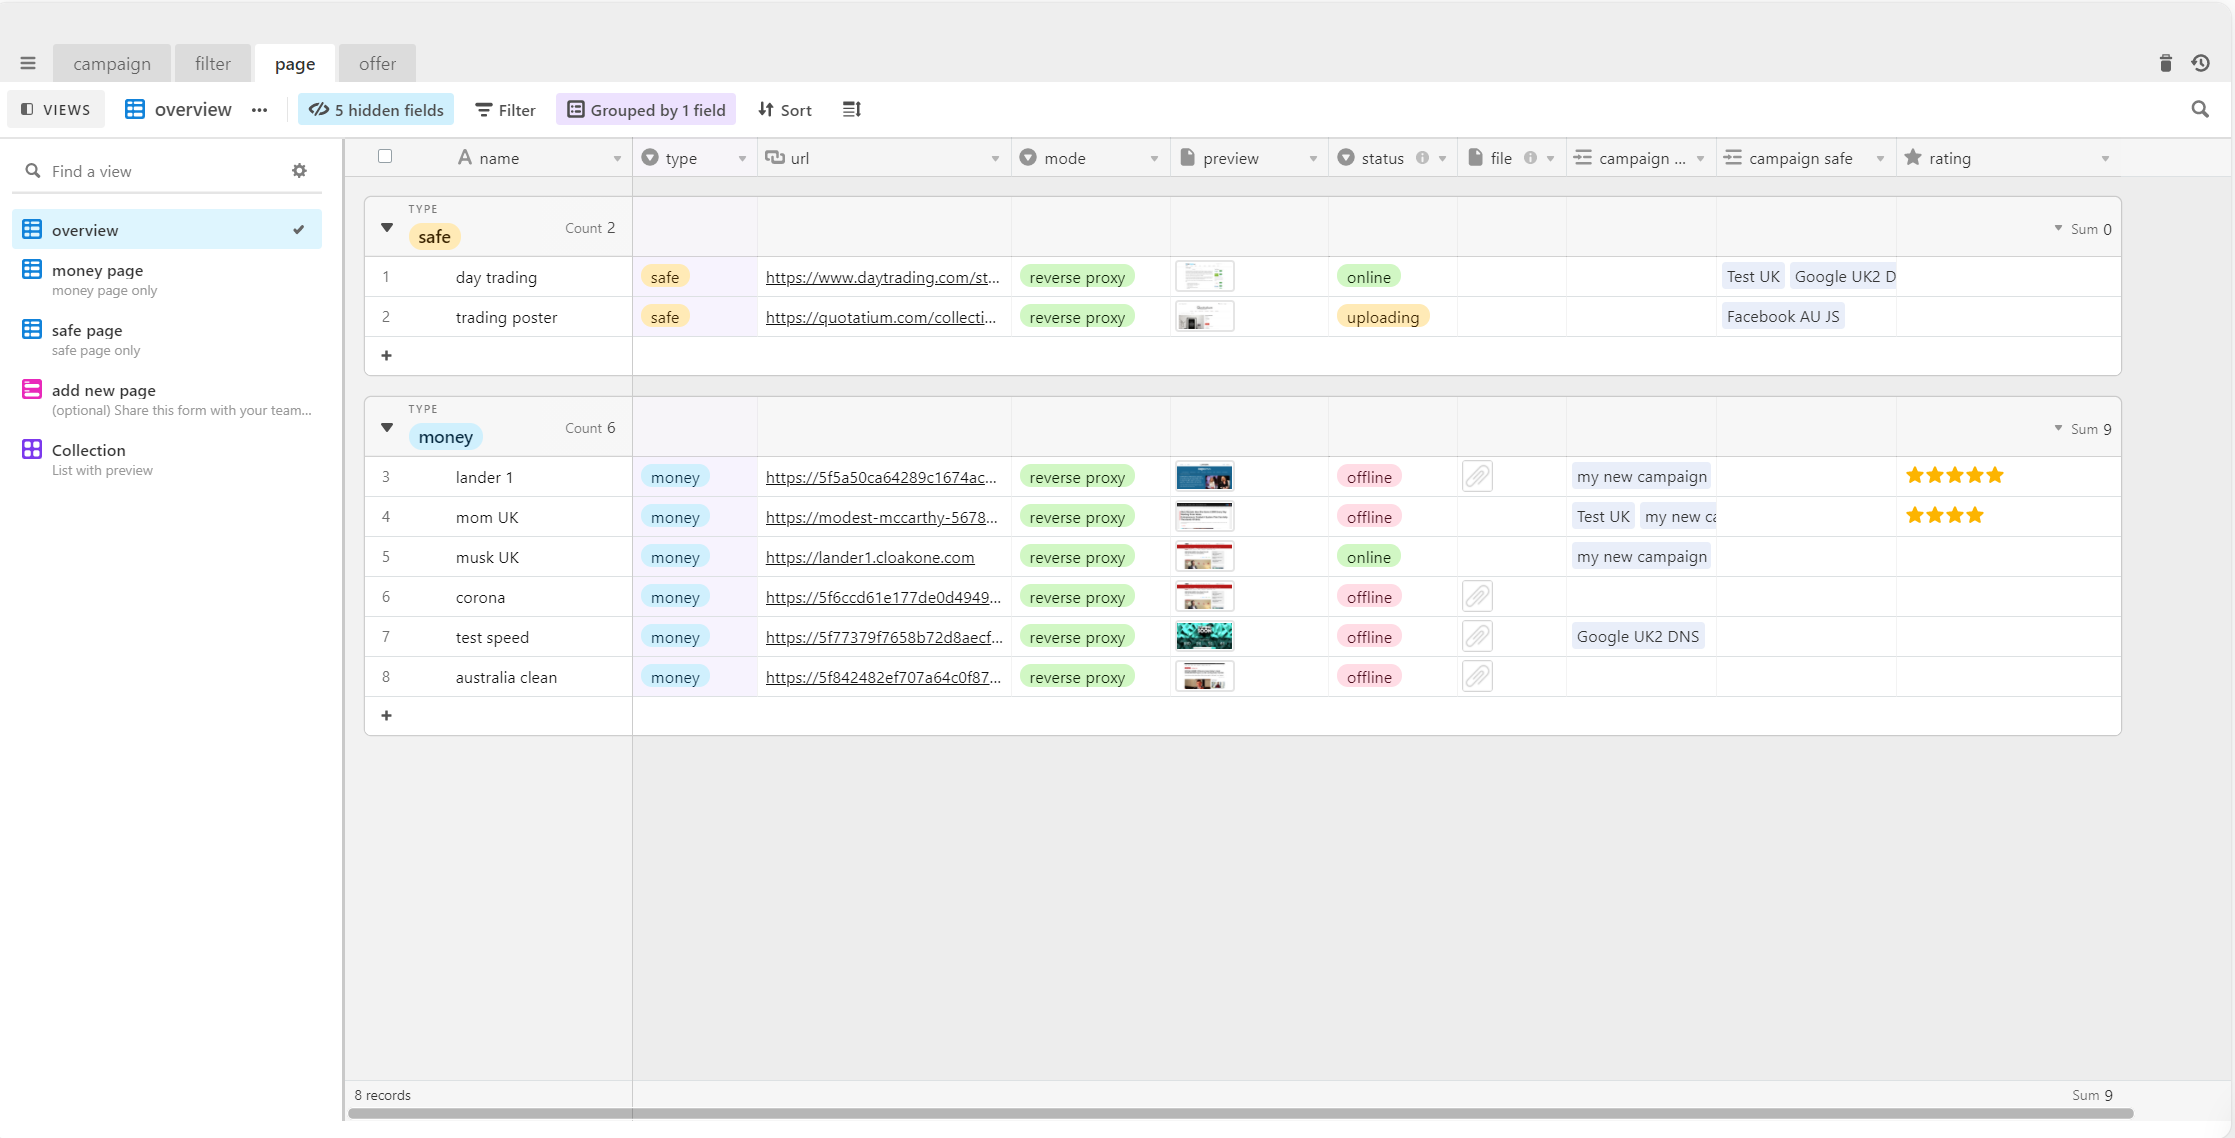 campaign filter page offer
VIEWS overview ... 5 hidden fields Filter Grouped by 1 field Sort
Find a view
overview
money page
money page only
safe page
safe page only
add new page
(optional) Share this form with your team...
Collection
List with preview
name type url mode preview status file campaign ... campaign safe rating
TYPE
safe Count 2 Sum 0
1 day trading safe https://www.daytrading.com/st... reverse proxy online Test UK Google UK2 D
2 trading poster safe https://quotatium.com/collecti... reverse proxy uploading Facebook AU JS
+
TYPE
money Count 6 Sum 9
3 lander 1 money https://5f5a50ca64289c1674ac... reverse proxy offline my new campaign
4 mom UK money https://modest-mccarthy-5678... reverse proxy offline Test UK my new ca
5 musk UK money https://lander1.cloakone.com reverse proxy online my new campaign
6 corona money https://5f6ccd61e177de0d4949... reverse proxy offline
7 test speed money https://5f77379f7658b72d8aecf... reverse proxy offline Google UK2 DNS
8 australia clean money https://5f842482ef707a64c0f87... reverse proxy offline
+
8 records Sum 9